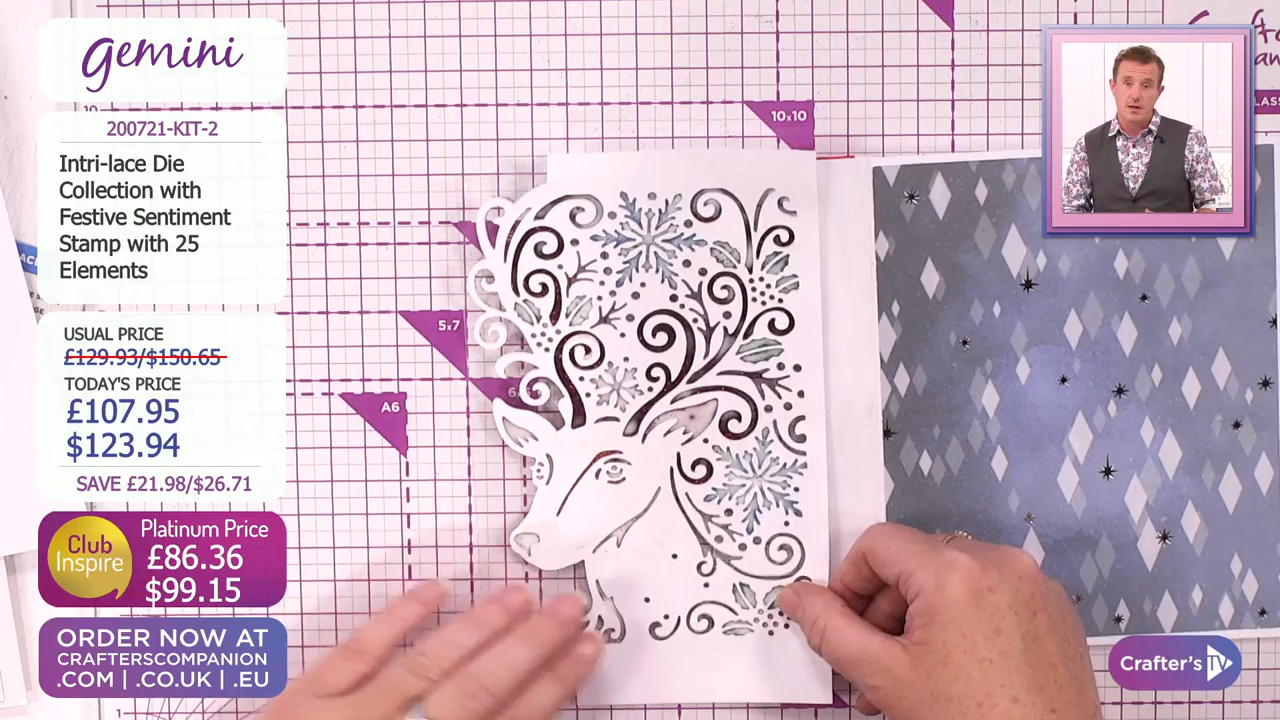 gemini
200721-KIT-2
Intri-lace Die
Collection with
Festive Sentiment
Stamp with 25
Elements
USUAL PRICE
£129.93/$150.65
TODAY'S PRICE
£107.95
$123.94
SAVE £21.98/$26.71
Club
Inspire
Platinum Price
£86.36
$99.15
ORDER NOW AT
CRAFTERSCOMPANION
.COM | .CO.UK | .EU
10x10
5x7
A6
10
1
Crafter's TV